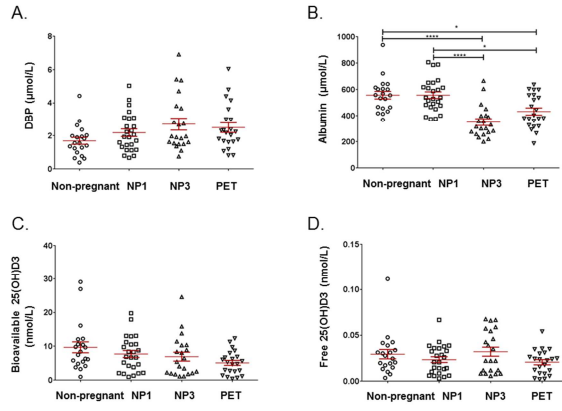 A.
8
6
4
2
0
DBP
(µmol/L)
Non-pregnant NP1 NP3 PET
B.
*
****
*
****
1000
800
600
400
200
0
Albumin (µmol/L)
Non-pregnant NP1 NP3 PET
C.
40
30
20
10
0
Bioavailable 25(OH)D3
(nmol/L)
Non-pregnant NP1 NP3 PET
D.
0.15
0.10
0.05
0.00
Free 25(OH)D3 (nmol/L)
Non-pregnant NP1 NP3 PET